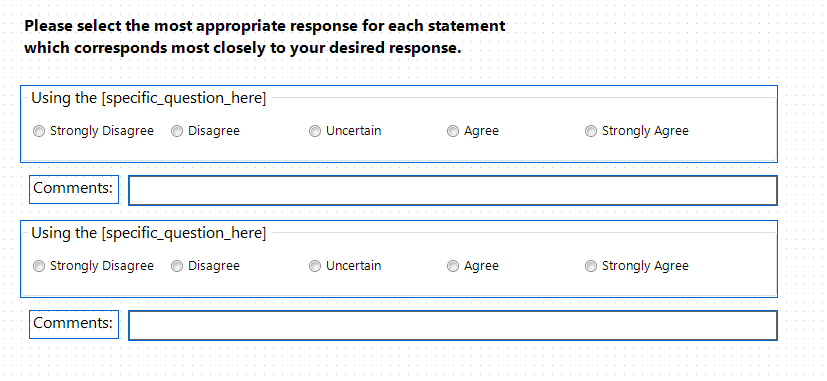 Please select the most appropriate response for each statement
which corresponds most closely to your desired response.
Using the [specific_question_here]
Strongly Disagree Disagree Uncertain Agree Strongly Agree
Comments:
Using the [specific_question_here]
Strongly Disagree Disagree Uncertain Agree Strongly Agree
Comments: